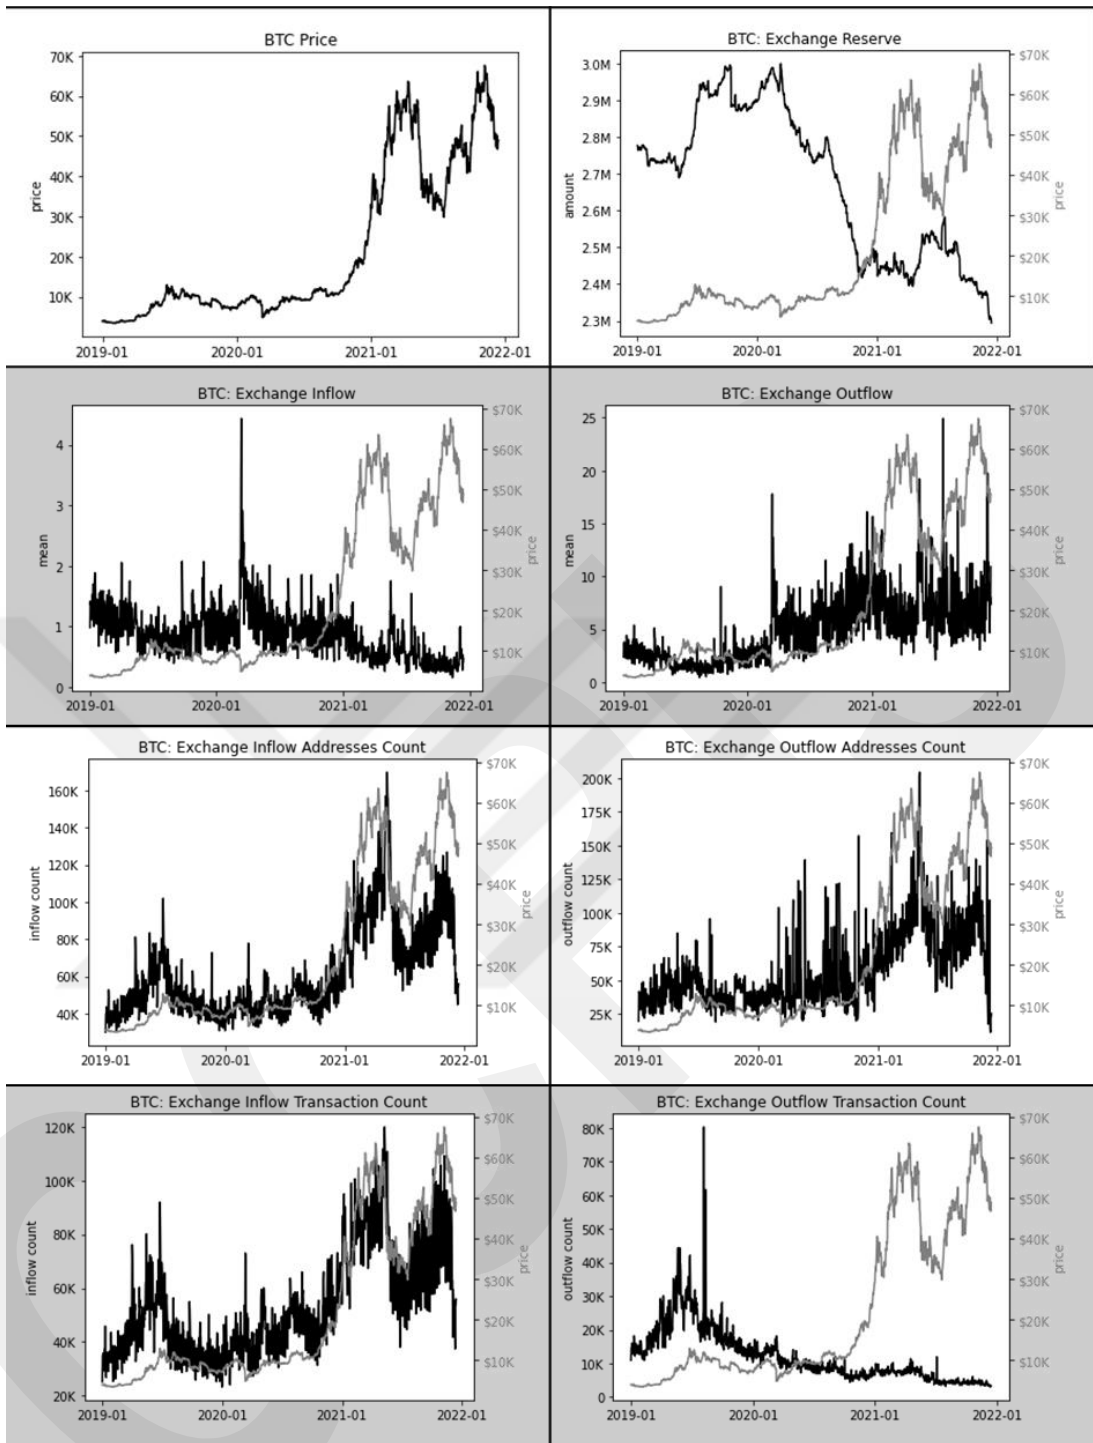 BTC Price
70K
60K
50K
40K
30K
20K
10K
price
2019-01 2020-01 2021-01 2022-01
BTC: Exchange Reserve
3.0M
2.9M
2.8M
2.7M
2.6M
2.5M
2.4M
2.3M
amount
$70K
$60K
$50K
$40K
$30K
$20K
$10K
price
2019-01 2020-01 2021-01 2022-01
BTC: Exchange Inflow
4
3
2
1
0
mean
$70K
$60K
$50K
$40K
$30K
$20K
$10K
price
2019-01 2020-01 2021-01 2022-01
BTC: Exchange Outflow
25
20
15
10
5
0
mean
$70K
$60K
$50K
$40K
$30K
$20K
$10K
price
2019-01 2020-01 2021-01 2022-01
BTC: Exchange Inflow Addresses Count
160K
140K
120K
100K
80K
60K
40K
inflow count
$70K
$60K
$50K
$40K
$30K
$20K
$10K
price
2019-01 2020-01 2021-01 2022-01
BTC: Exchange Outflow Addresses Count
200K
175K
150K
125K
100K
75K
50K
25K
outflow count
$70K
$60K
$50K
$40K
$30K
$20K
$10K
price
2019-01 2020-01 2021-01 2022-01
BTC: Exchange Inflow Transaction Count
120K
100K
80K
60K
40K
20K
inflow count
$70K
$60K
$50K
$40K
$30K
$20K
$10K
price
2019-01 2020-01 2021-01 2022-01
BTC: Exchange Outflow Transaction Count
80K
70K
60K
50K
40K
30K
20K
10K
0
outflow count
$70K
$60K
$50K
$40K
$30K
$20K
$10K
price
2019-01 2020-01 2021-01 2022-01